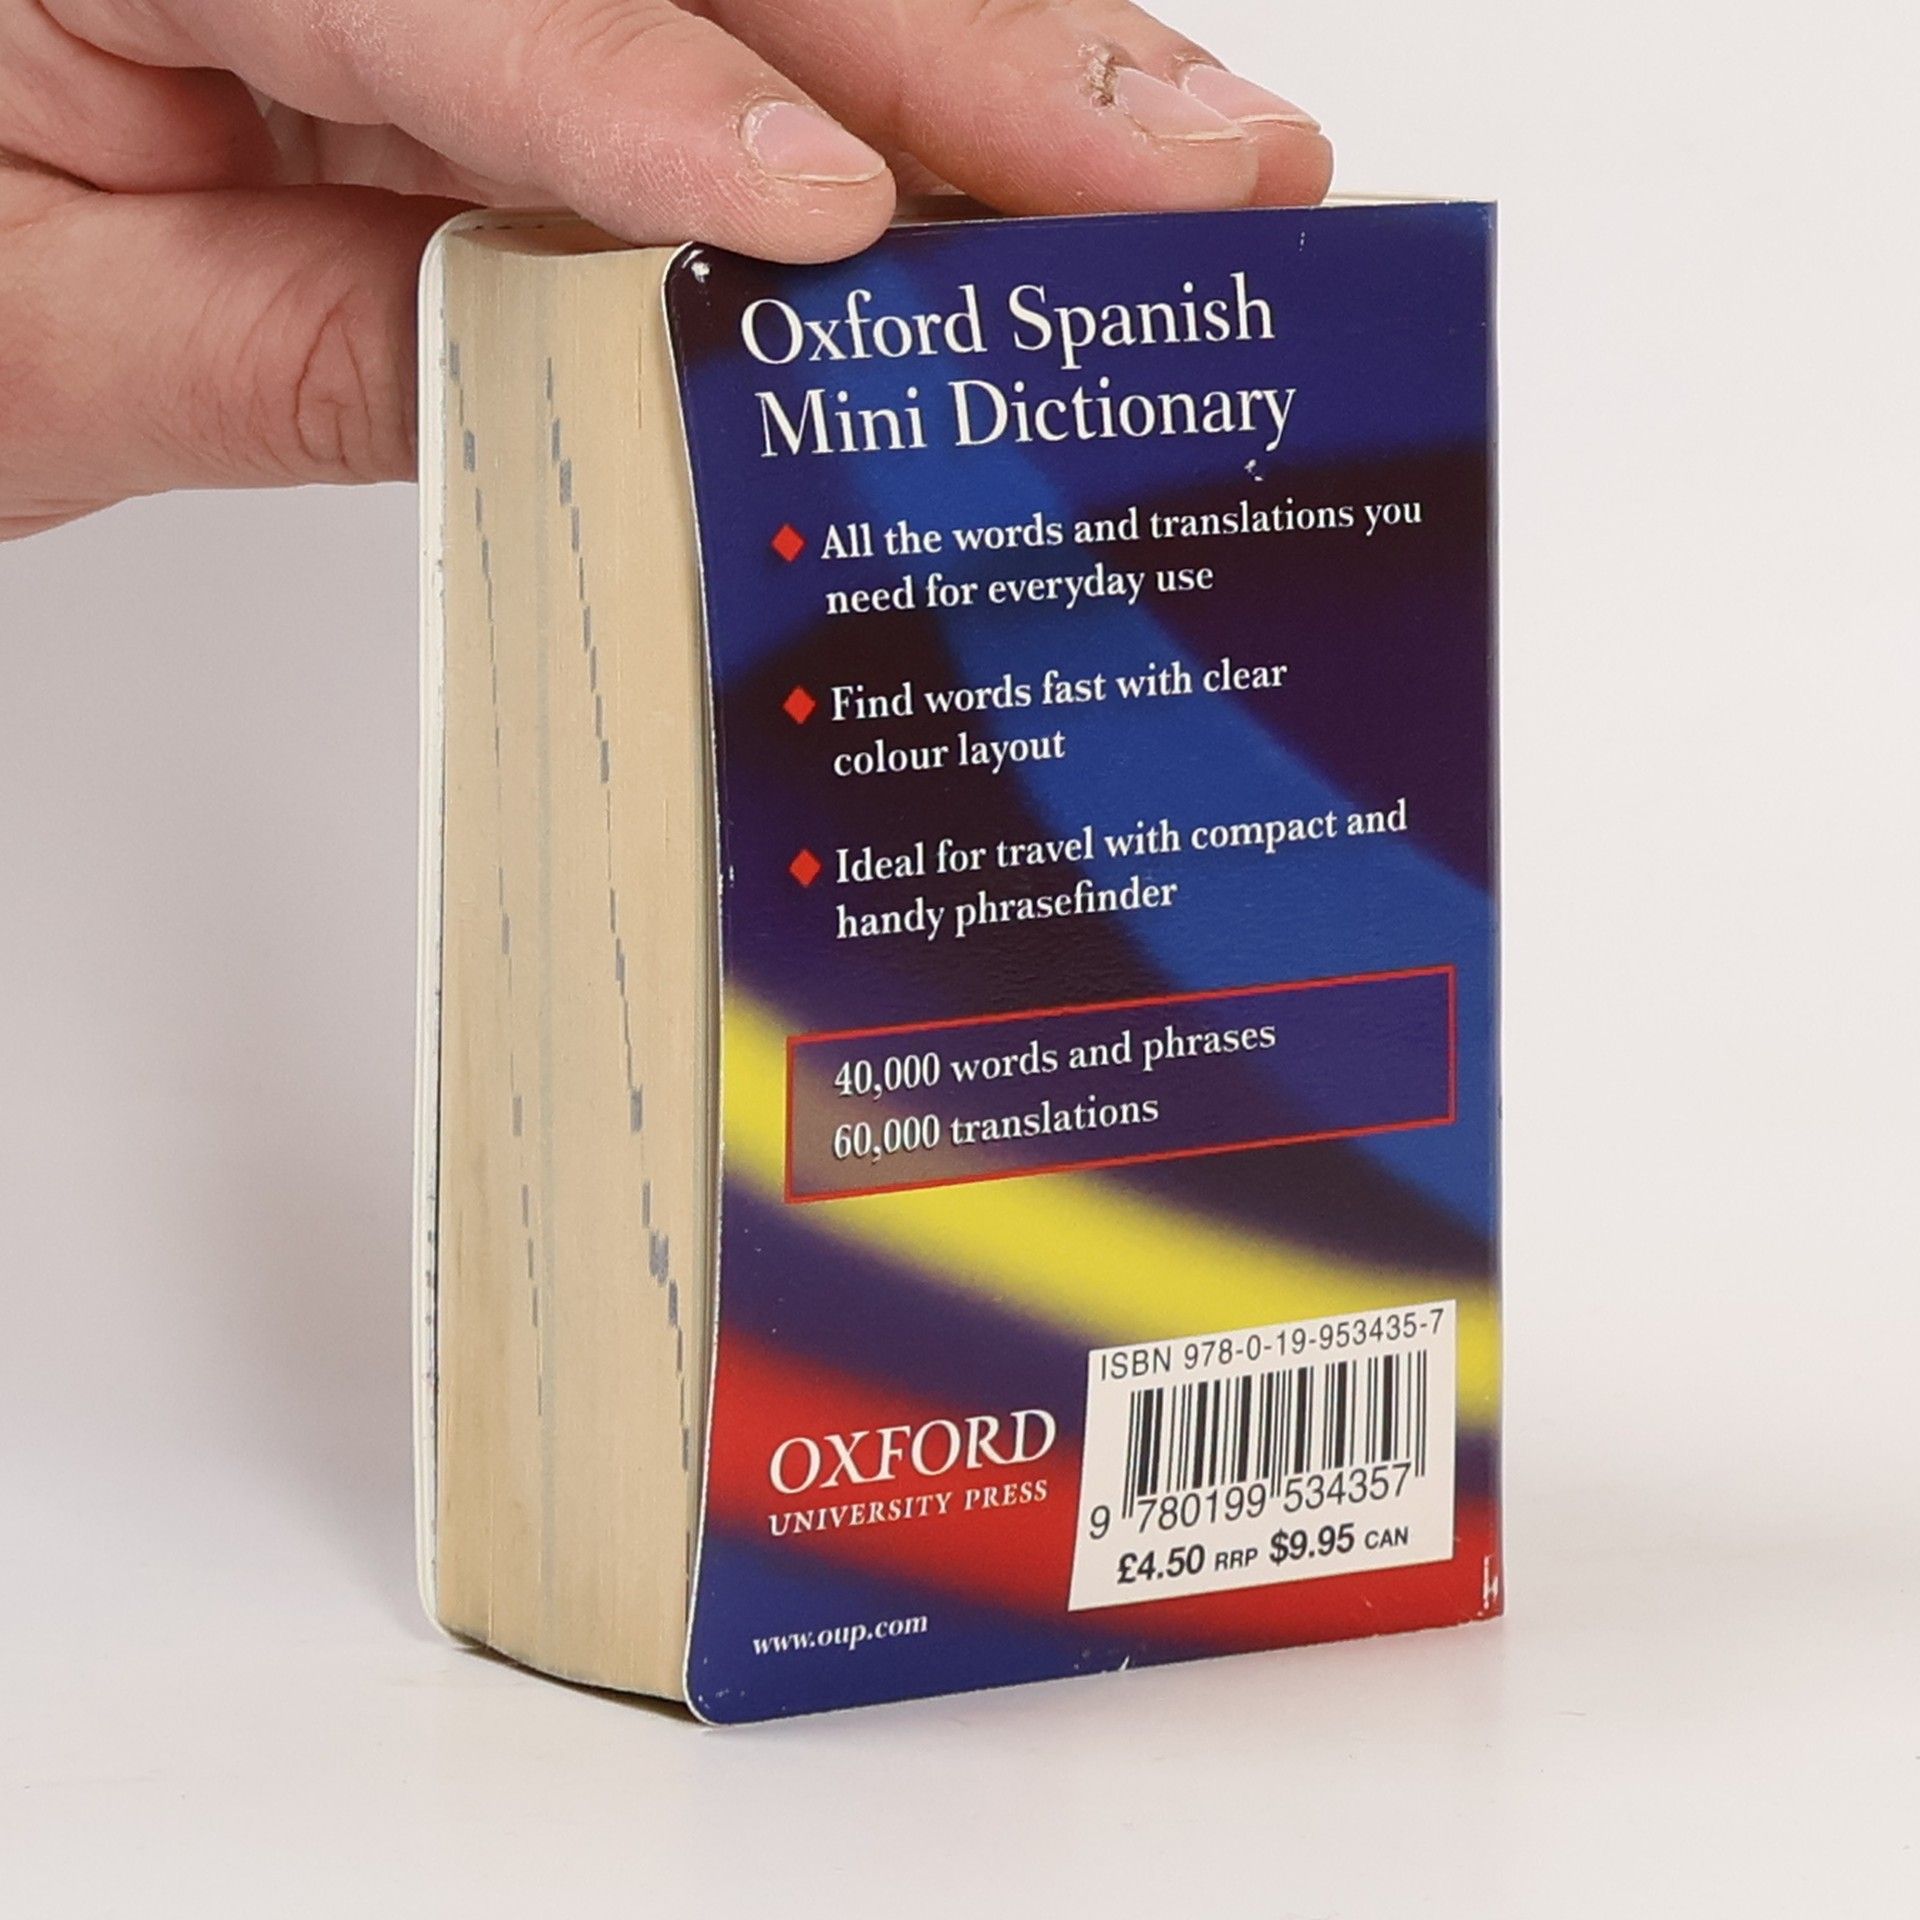 Oxford Spanish
Mini Dictionary
All the words and translations you
need for everyday use
Find words fast with clear
colour layout
Ideal for travel with compact and
handy phrasefinder
40,000 words and phrases
60,000 translations
ISBN 978-0-19-953435-7
OXFORD
UNIVERSITY PRESS
9 780199 534357
£4.50 RRP $9.95 CAN
www.oup.com